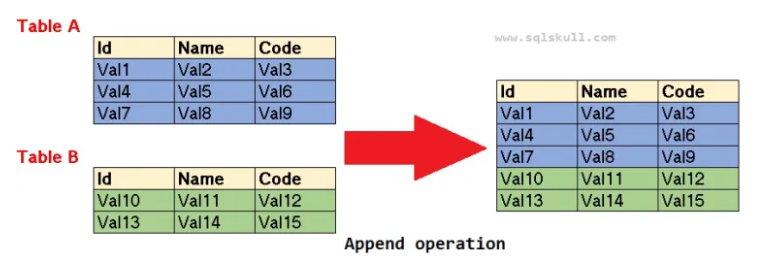 Table A
Id Name Code
Val1 Val2 Val3
Val4 Val5 Val6
Val7 Val8 Val9
Table B
Id Name Code
Val10 Val11 Val12
Val13 Val14 Val15
www.sqlskull.com
Id Name Code
Val1 Val2 Val3
Val4 Val5 Val6
Val7 Val8 Val9
Val10 Val11 Val12
Val13 Val14 Val15
Append operation